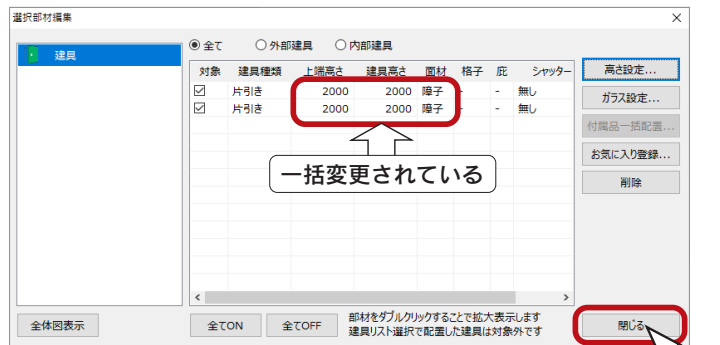 選択部材編集
建具
全て 外部建具 内部建具
対象 建具種類 上端高さ 建具高さ 面材 格子 庇 シャッター
片引き 2000 2000 障子 - - 無し
片引き 2000 2000 障子 - - 無し
一括変更されている
高さ設定...
ガラス設定...
付属品一括配置...
お気に入り登録...
削除
全体図表示
全てON
全てOFF
部材をダブルクリックすることで拡大表示します
建具リスト選択で配置した建具は対象外です
閉じる